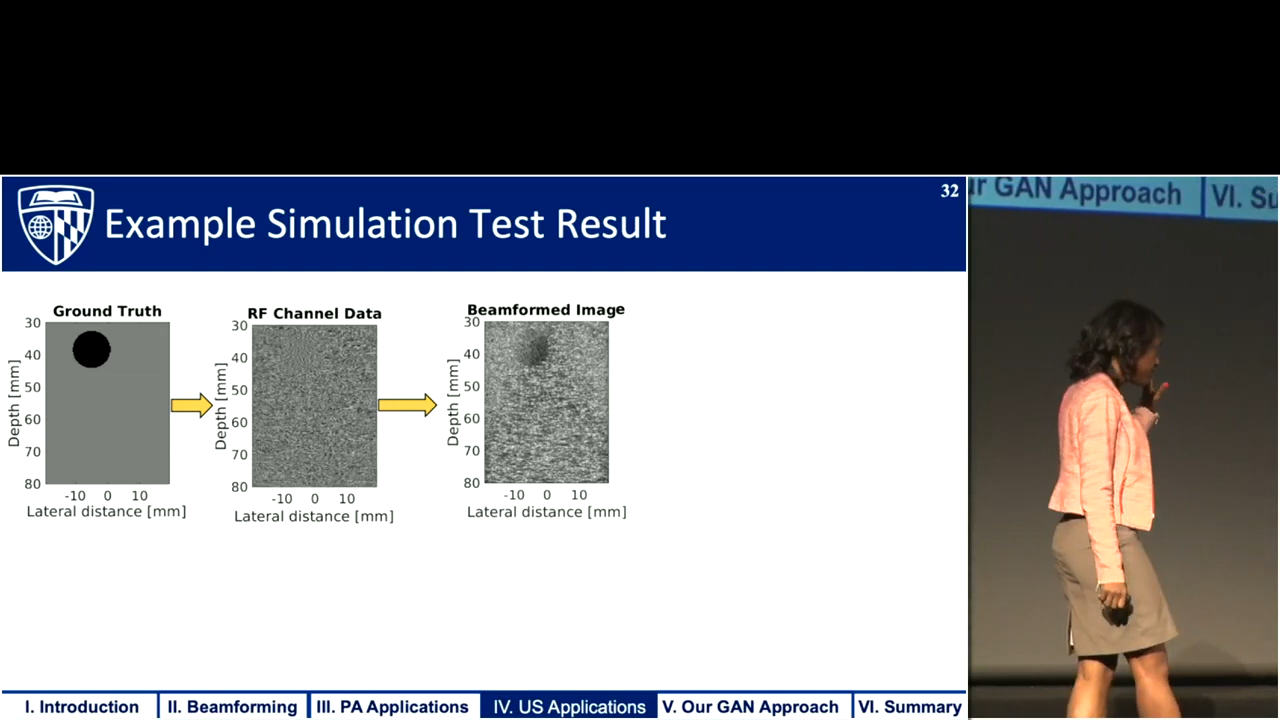 Example Simulation Test Result
32
Ground Truth
30
40
50
60
70
80
Depth [mm]
-10 0 10
Lateral distance [mm]
RF Channel Data
30
40
50
60
70
80
Depth [mm]
-10 0 10
Lateral distance [mm]
Beamformed Image
30
40
50
60
70
80
Depth [mm]
-10 0 10
Lateral distance [mm]
I. Introduction
II. Beamforming
III. PA Applications
IV. US Applications
V. Our GAN Approach
VI. Summary
ur GAN Approach
VI. Su